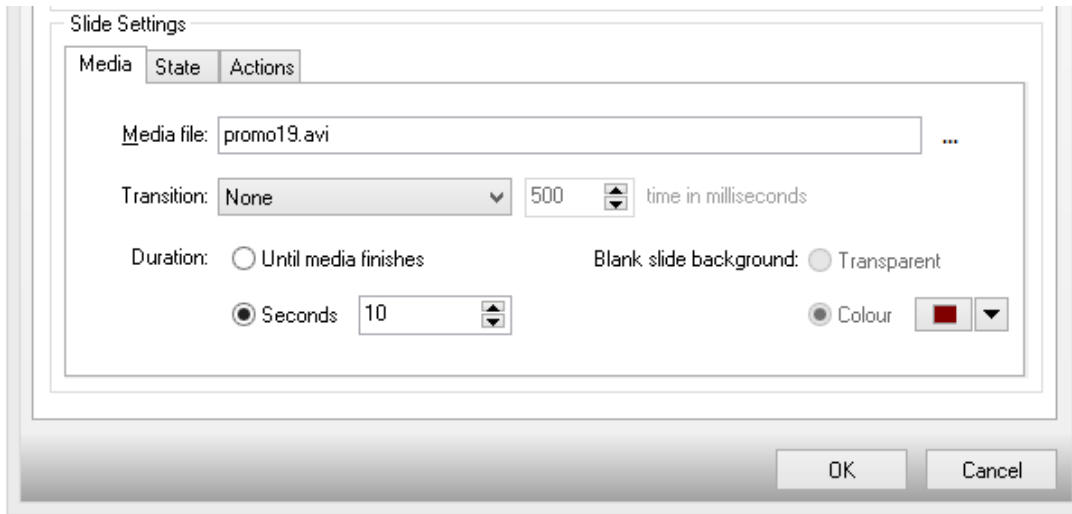 Slide Settings
Media State Actions
Media file: promo19.avi ...
Transition: None 500 time in milliseconds
Duration: Until media finishes Blank slide background: Transparent
Seconds 10 Colour
OK Cancel